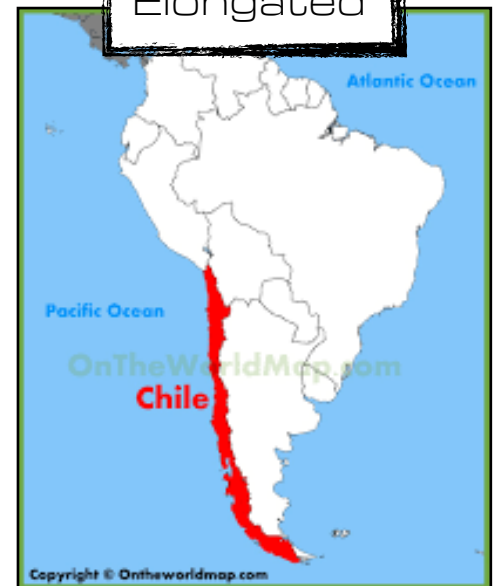 Elongated
Atlantic Ocean
Pacific Ocean
OnTheWorldMap.com
Chile
Copyright © Ontheworldmap.com